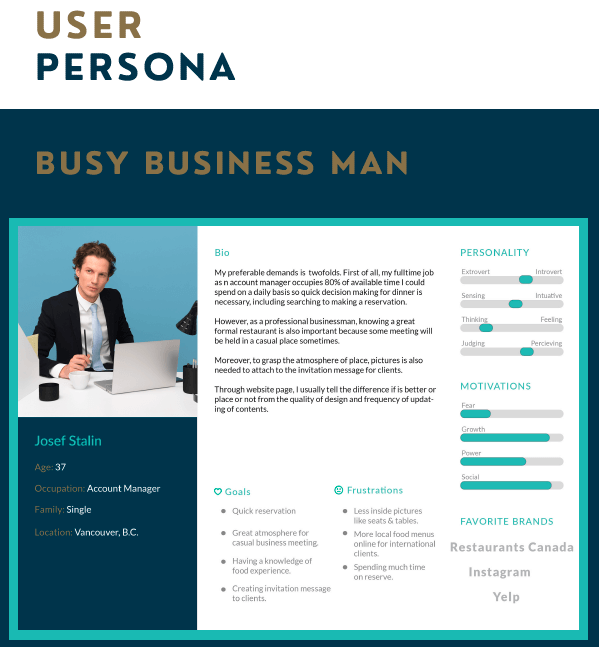 USER
PERSONA
BUSY BUSINESS MAN
Josef Stalin
Age: 37
Occupation: Account Manager
Family: Single
Location: Vancouver, B.C.
Bio
My preferable demands is twofolds. First of all, my fulltime job
as n account manager occupies 80% of available time I could
spend on a daily basis so quick decision making for dinner is
necessary, including searching to making a reservation.
However, as a professional businessman, knowing a great
formal restaurant is also important because some meeting will
be held in a casual place sometimes.
Moreover, to grasp the atmosphere of place, pictures is also
needed to attach to the invitation message for clients.
Through website page, I usually tell the difference if is better or
place or not from the quality of design and frequency of updat-
ing of contents.
Goals
Quick reservation
Great atmosphere for
casual business meeting.
Having a knowledge of
food experience.
Creating invitation message
to clients.
Frustrations
Less inside pictures
like seats & tables.
More local food menus
online for international
clients.
Spending much time
on reserve.
PERSONALITY
Extrovert Introvert
Sensing Intuative
Thinking Feeling
Judging Percieving
MOTIVATIONS
Fear
Growth
Power
Social
FAVORITE BRANDS
Restaurants Canada
Instagram
Yelp